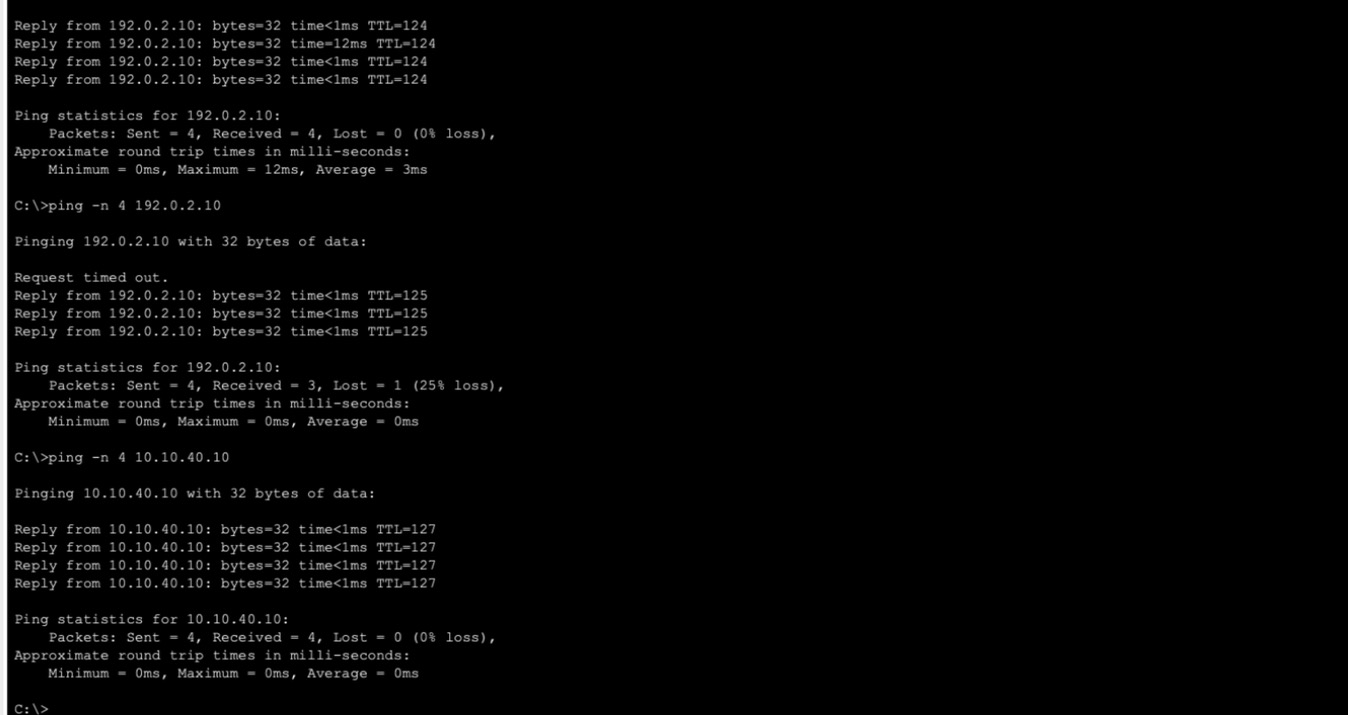 Reply from 192.0.2.10: bytes=32 time<1ms TTL=124
Reply from 192.0.2.10: bytes=32 time=12ms TTL=124
Reply from 192.0.2.10: bytes=32 time<1ms TTL=124
Reply from 192.0.2.10: bytes=32 time<1ms TTL=124
Ping statistics for 192.0.2.10:
    Packets: Sent = 4, Received = 4, Lost = 0 (0% loss),
Approximate round trip times in milli-seconds:
    Minimum = 0ms, Maximum = 12ms, Average = 3ms
C:\>ping -n 4 192.0.2.10
Pinging 192.0.2.10 with 32 bytes of data:
Request timed out.
Reply from 192.0.2.10: bytes=32 time<1ms TTL=125
Reply from 192.0.2.10: bytes=32 time<1ms TTL=125
Reply from 192.0.2.10: bytes=32 time<1ms TTL=125
Ping statistics for 192.0.2.10:
    Packets: Sent = 4, Received = 3, Lost = 1 (25% loss),
Approximate round trip times in milli-seconds:
    Minimum = 0ms, Maximum = 0ms, Average = 0ms
C:\>ping -n 4 10.10.40.10
Pinging 10.10.40.10 with 32 bytes of data:
Reply from 10.10.40.10: bytes=32 time<1ms TTL=127
Reply from 10.10.40.10: bytes=32 time<1ms TTL=127
Reply from 10.10.40.10: bytes=32 time<1ms TTL=127
Reply from 10.10.40.10: bytes=32 time<1ms TTL=127
Ping statistics for 10.10.40.10:
    Packets: Sent = 4, Received = 4, Lost = 0 (0% loss),
Approximate round trip times in milli-seconds:
    Minimum = 0ms, Maximum = 0ms, Average = 0ms
C:\>